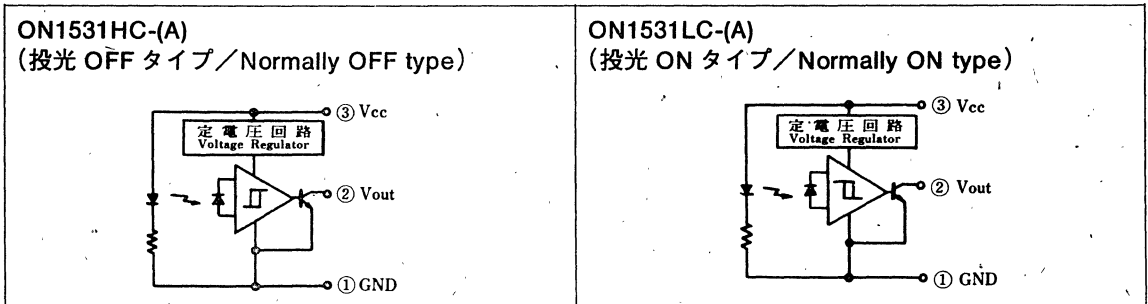 ON1531HC-(A)
(投光 OFF タイプ/Normally OFF type)
③ Vcc
定電圧回路
Voltage Regulator
② Vout
① GND
ON1531LC-(A)
(投光 ON タイプ/Normally ON type)
③ Vcc
定電圧回路
Voltage Regulator
② Vout
① GND